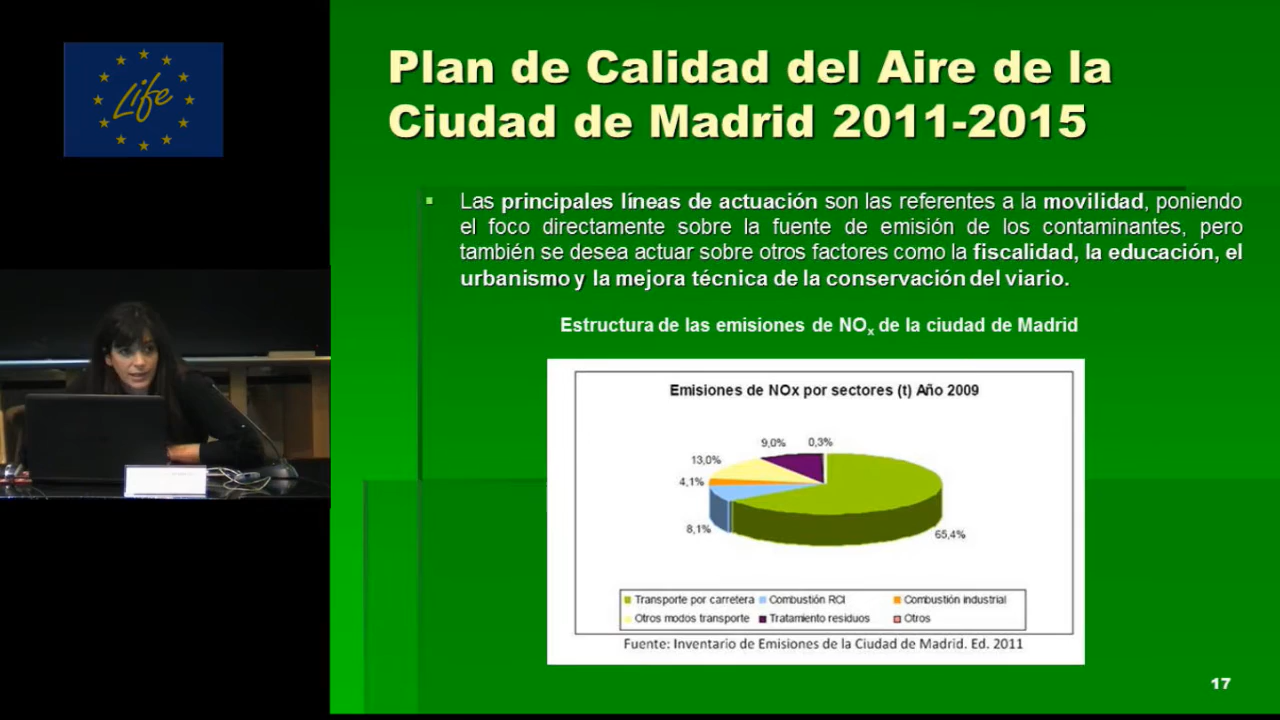 Life
Plan de Calidad del Aire de la
Ciudad de Madrid 2011-2015
Las principales líneas de actuación son las referentes a la movilidad, poniendo
el foco directamente sobre la fuente de emisión de los contaminantes, pero
también se desea actuar sobre otros factores como la fiscalidad, la educación, el
urbanismo y la mejora técnica de la conservación del viario.
Estructura de las emisiones de NOx de la ciudad de Madrid
Emisiones de NOx por sectores (t) Año 2009
9,0% 0,3%
13,0%
4,1%
8,1%
65,4%
Transporte por carretera Combustión RCI Combustión industrial
Otros modos transporte Tratamiento residuos Otros
Fuente: Inventario de Emisiones de la Ciudad de Madrid. Ed. 2011
17